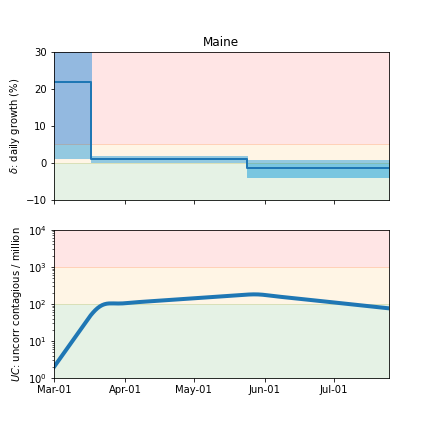 Maine
δ: daily growth (%)
30
20
10
0
−10
UC: uncorr contagious / million
10⁴
10³
10²
10¹
10⁰
Mar-01 Apr-01 May-01 Jun-01 Jul-01